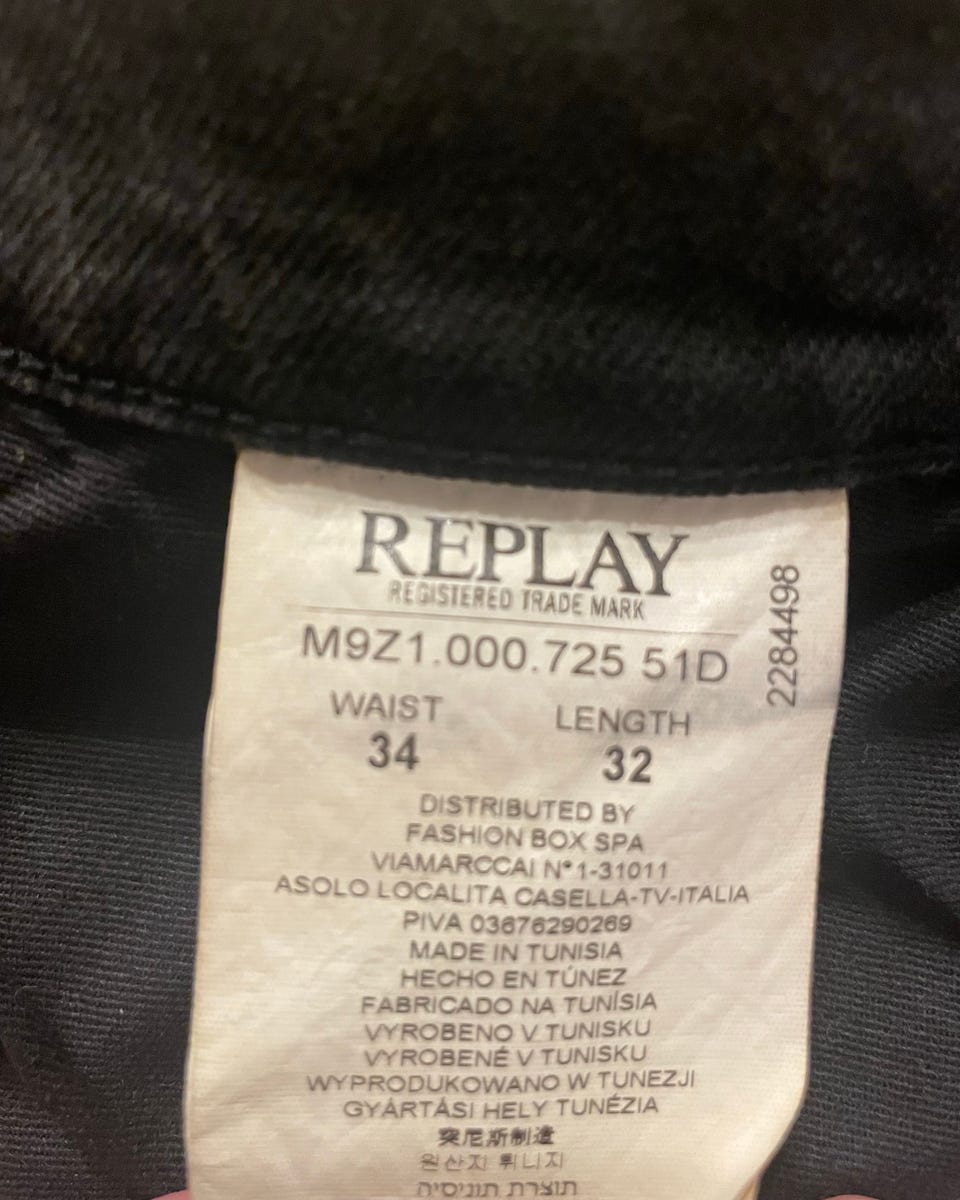 REPLAY
REGISTERED TRADE MARK
M9Z1.000.725 51D
2284498
WAIST LENGTH
34 32
DISTRIBUTED BY
FASHION BOX SPA
VIAMARCCAI N°1-31011
ASOLO LOCALITA CASELLA-TV-ITALIA
PIVA 03676290269
MADE IN TUNISIA
HECHO EN TÚNEZ
FABRICADO NA TUNÍSIA
VYROBENO V TUNISKU
VYROBENÉ V TUNISKU
WYPRODUKOWANO W TUNEZJI
GYÁRTÁSI HELY TUNÉZIA
突尼斯制造
원산지 튀니지
תוצרת תוניסיה